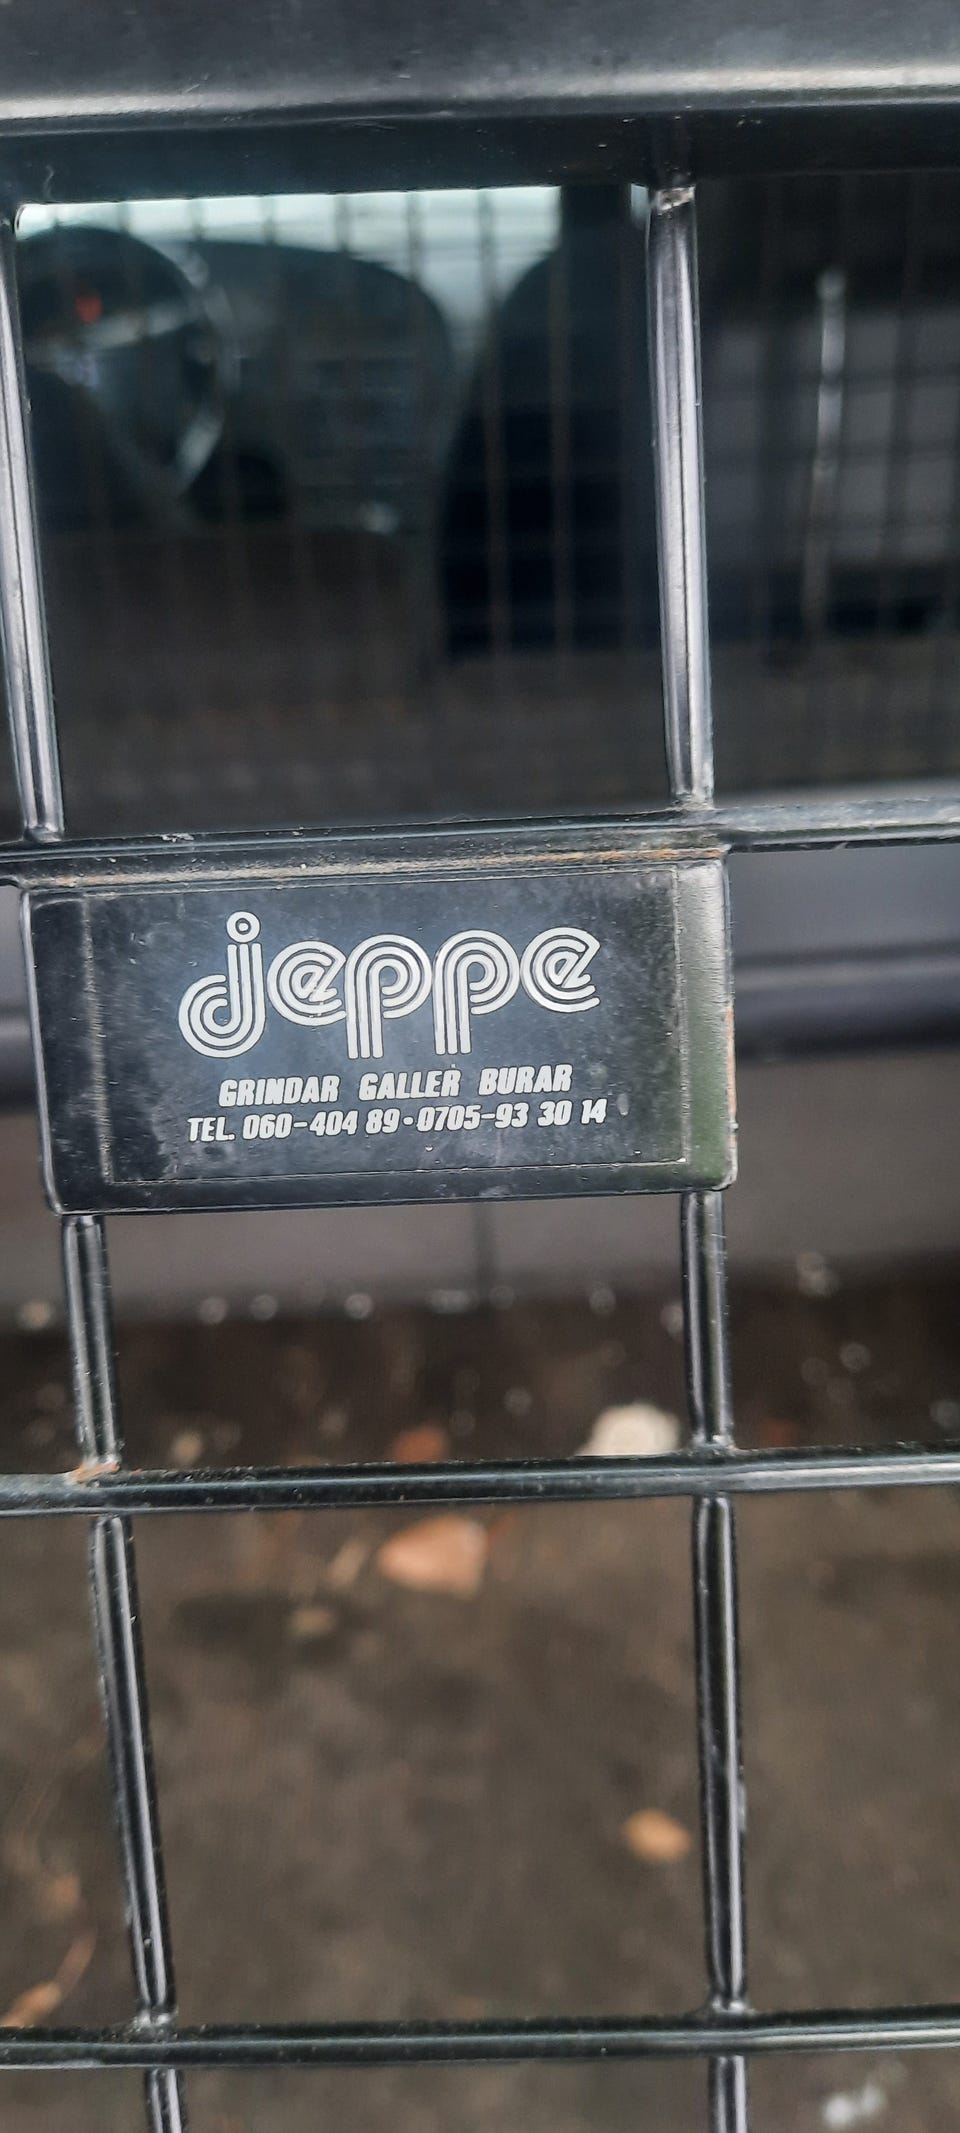 jeppe
GRINDAR GALLER BURAR
TEL. 060-404 89·0705-93 30 14